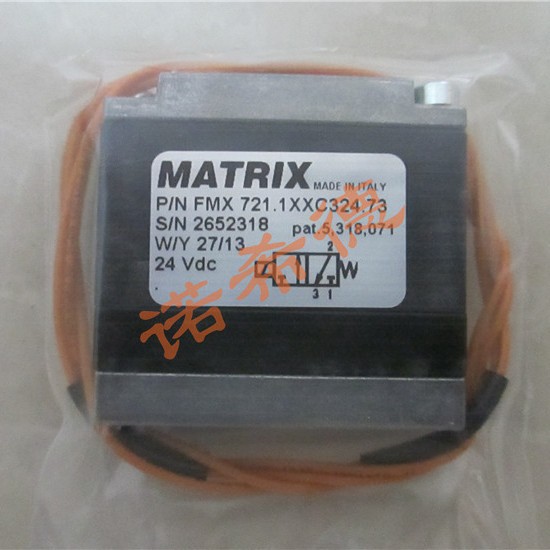 MATRIX MADE IN ITALY
P/N FMX 721.1XXC324.73
S/N 2652318 pat.5,318,071
W/Y 27/13
24 Vdc
2
3 1
诺希德